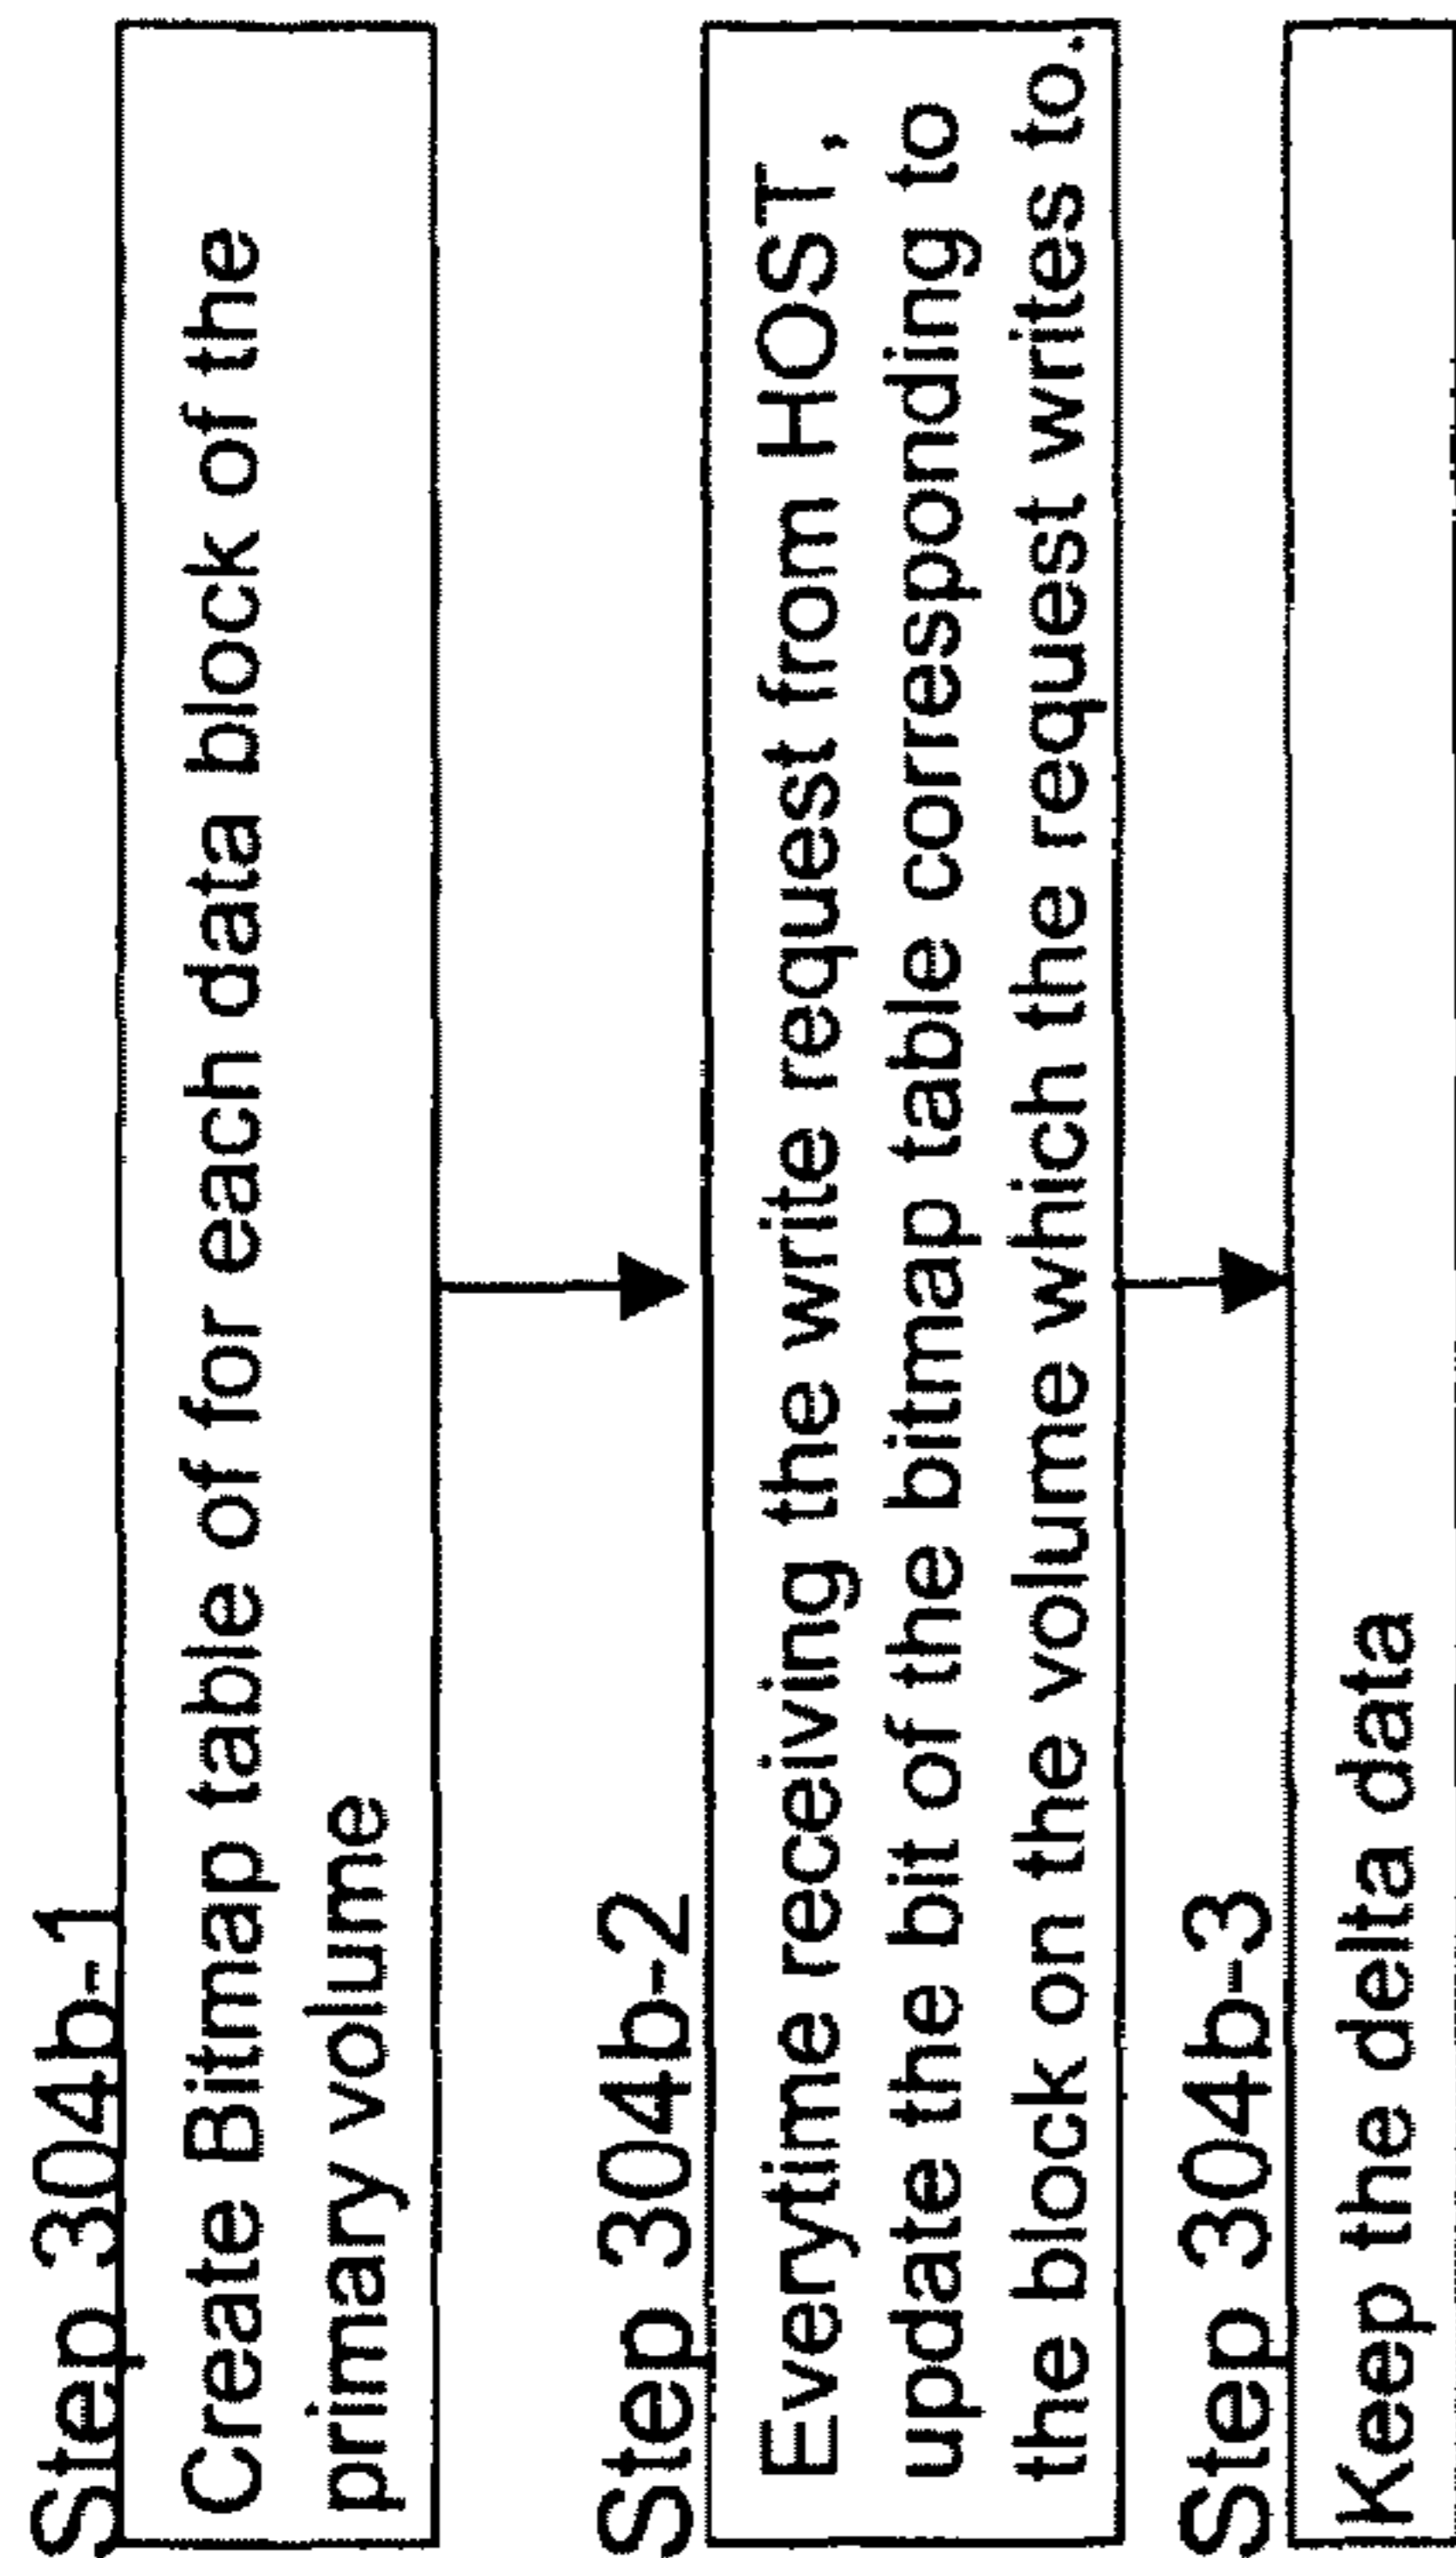 Step 304b-1
Create Bitmap table of for each data block of the
primary volume
Step 304b-2
Everytime receiving the write request from HOST,
update the bit of the bitmap table corresponding to
the block on the volume which the request writes to.
Step 304b-3
Keep the delta data